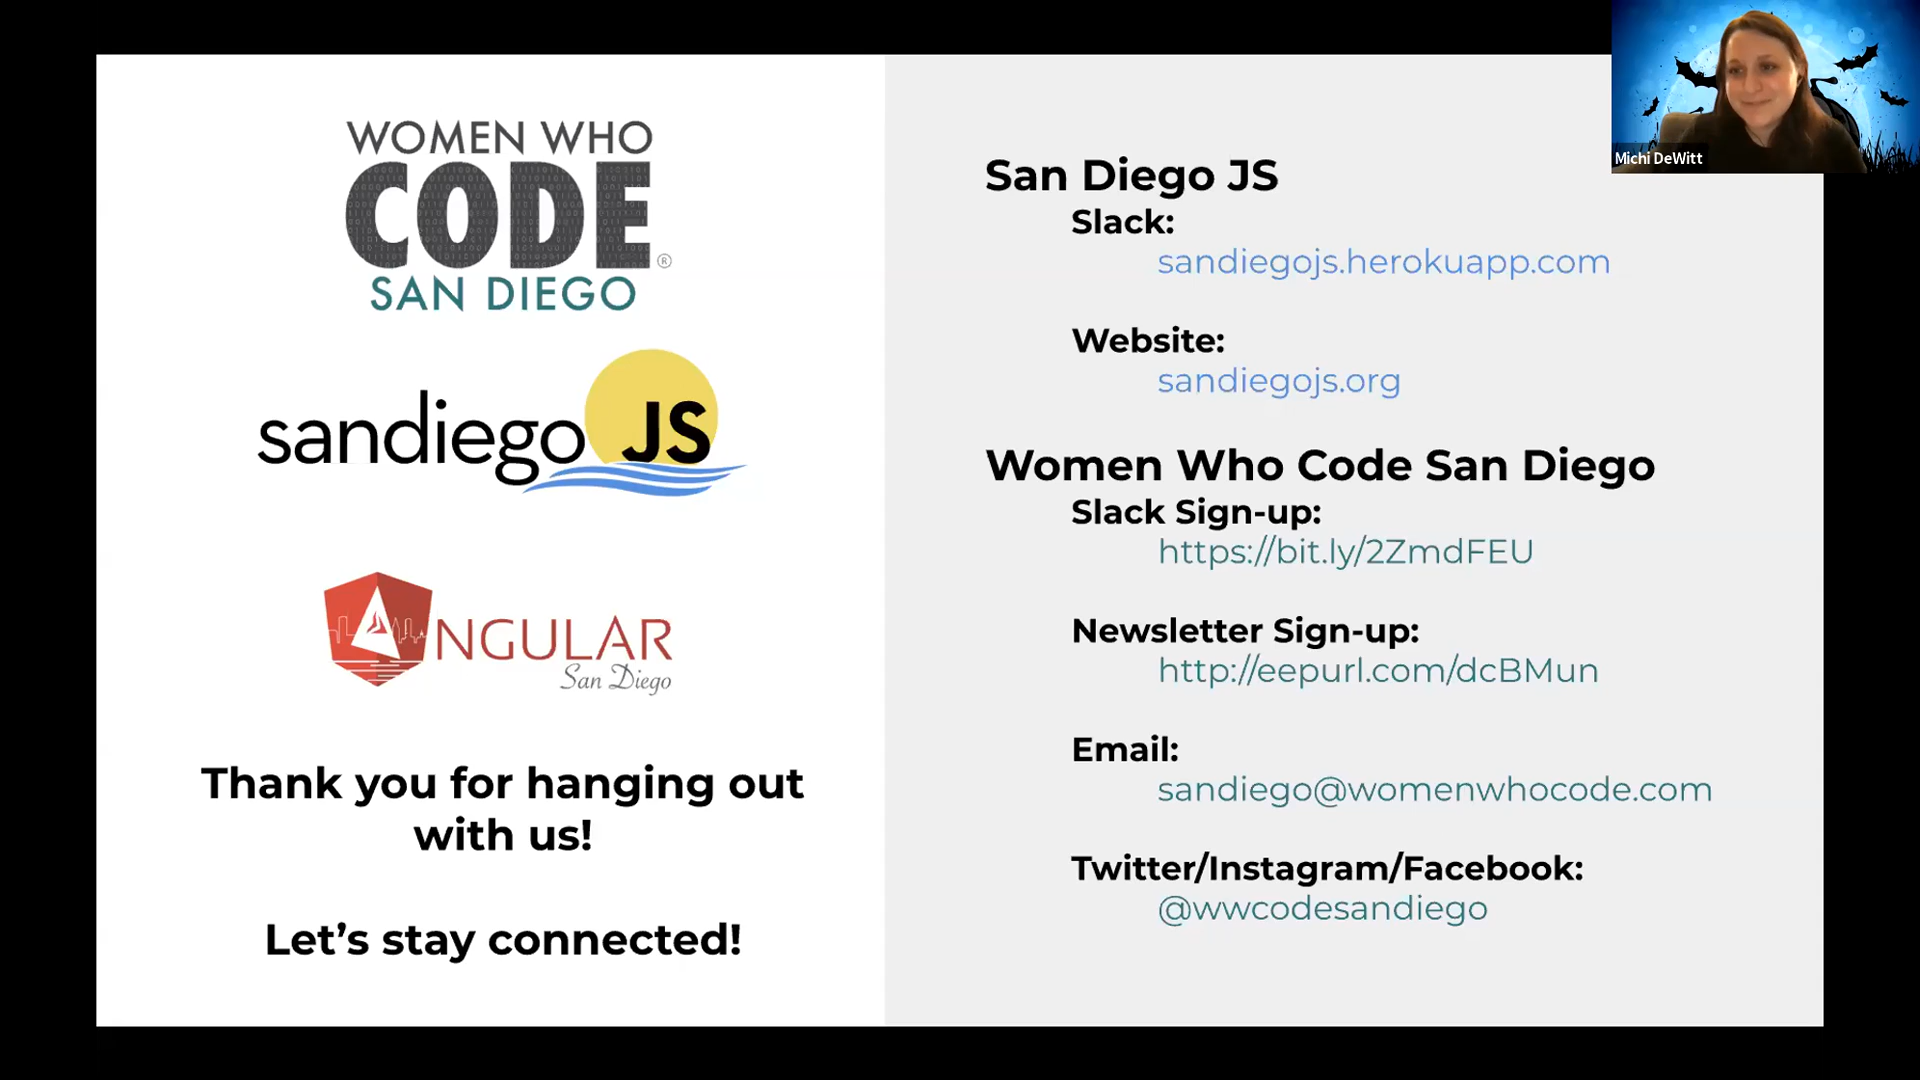 WOMEN WHO
CODE®
SAN DIEGO
sandiego JS
ANGULAR
San Diego
Thank you for hanging out
with us!
Let’s stay connected!
San Diego JS
Slack:
sandiegojs.herokuapp.com
Website:
sandiegojs.org
Women Who Code San Diego
Slack Sign-up:
https://bit.ly/2ZmdFEU
Newsletter Sign-up:
http://eepurl.com/dcBMun
Email:
sandiego@womenwhocode.com
Twitter/Instagram/Facebook:
@wwcodesandiego
Michi DeWitt